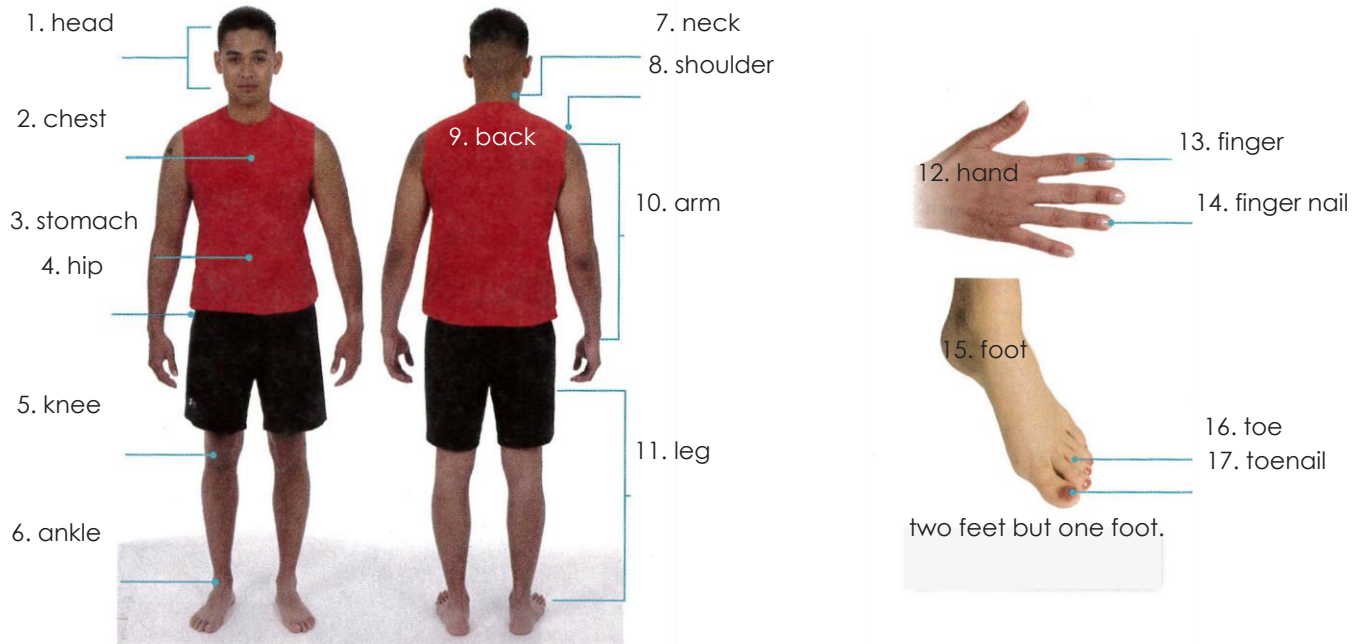 1. head
2. chest
3. stomach
4. hip
5. knee
6. ankle
7. neck
8. shoulder
9. back
10. arm
11. leg
12. hand
13. finger
14. finger nail
15. foot
16. toe
17. toenail
two feet but one foot.